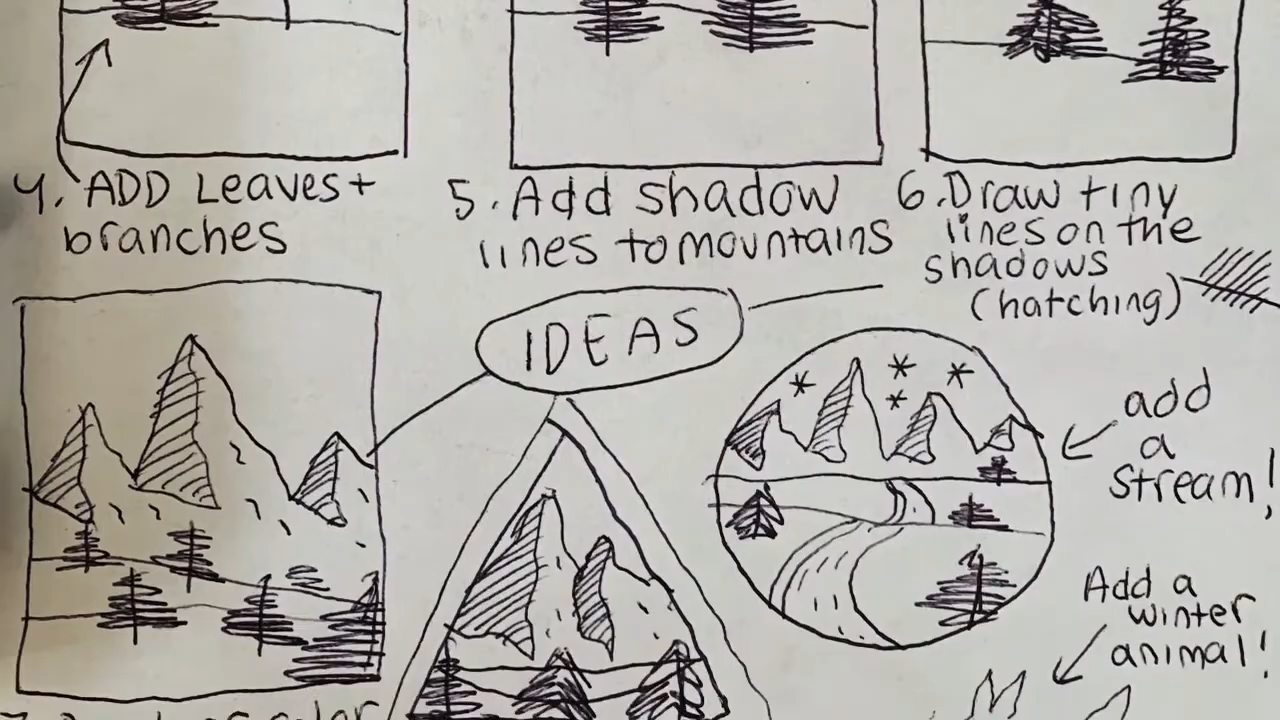 4. ADD Leaves +
branches
5. Add shadow
lines to mountains
6. Draw tiny
lines on the
shadows
(hatching)
IDEAS
add
a
stream!
Add a
winter
animal!